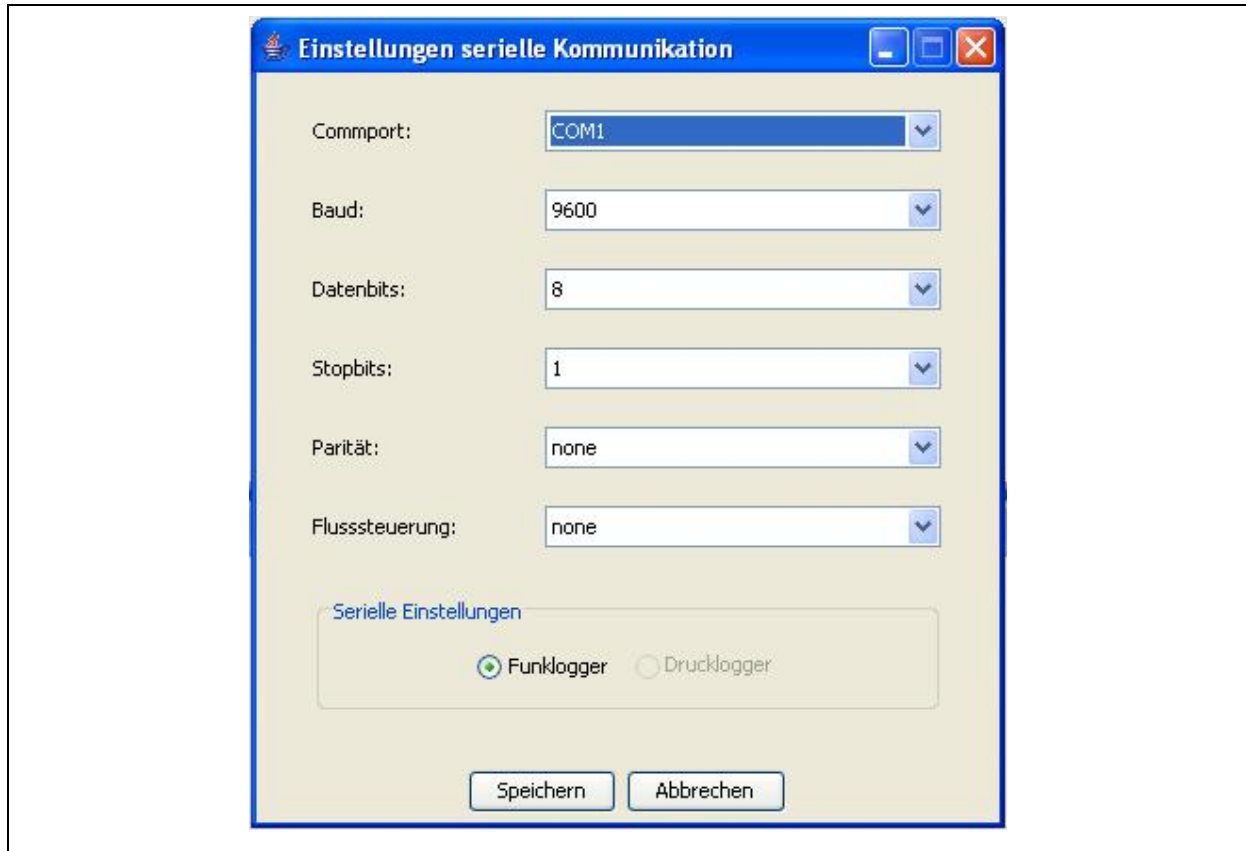 Einstellungen serielle Kommunikation
Commport: COM1
Baud: 9600
Datenbits: 8
Stopbits: 1
Parität: none
Flusssteuerung: none
Serielle Einstellungen
Funklogger Drucklogger
Speichern Abbrechen